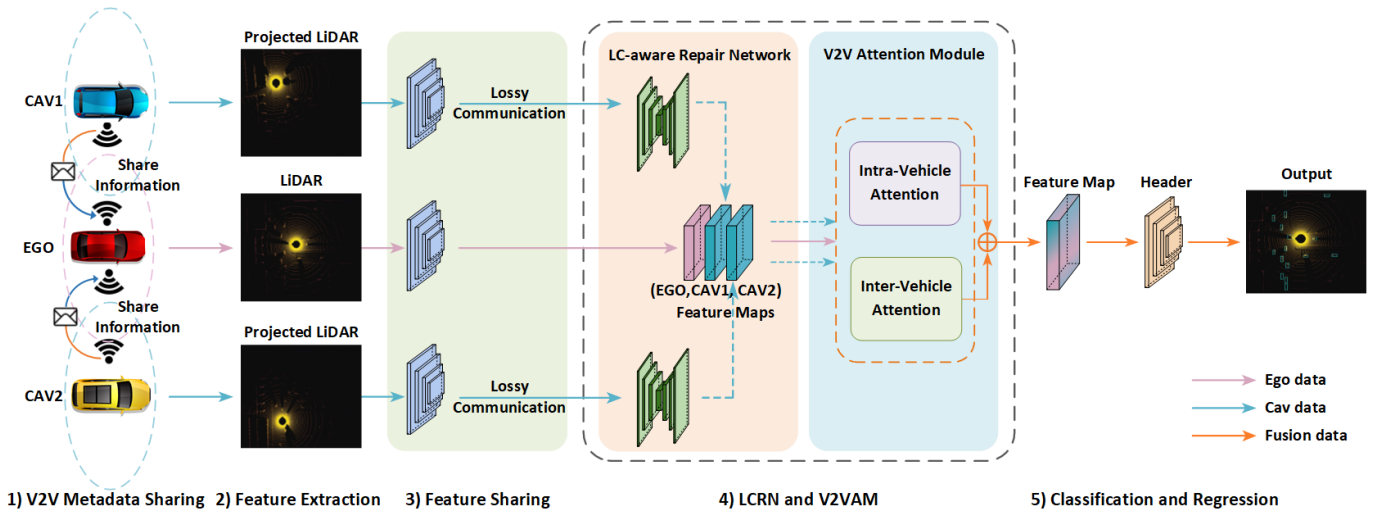 CAV1
Share
Information
EGO
Share
Information
CAV2
1) V2V Metadata Sharing
Projected LiDAR
LiDAR
Projected LiDAR
2) Feature Extraction
Lossy
Communication
Lossy
Communication
3) Feature Sharing
LC-aware Repair Network
(EGO,CAV1, CAV2)
Feature Maps
V2V Attention Module
Intra-Vehicle
Attention
Inter-Vehicle
Attention
4) LCRN and V2VAM
Feature Map
Header
Output
Ego data
Cav data
Fusion data
5) Classification and Regression